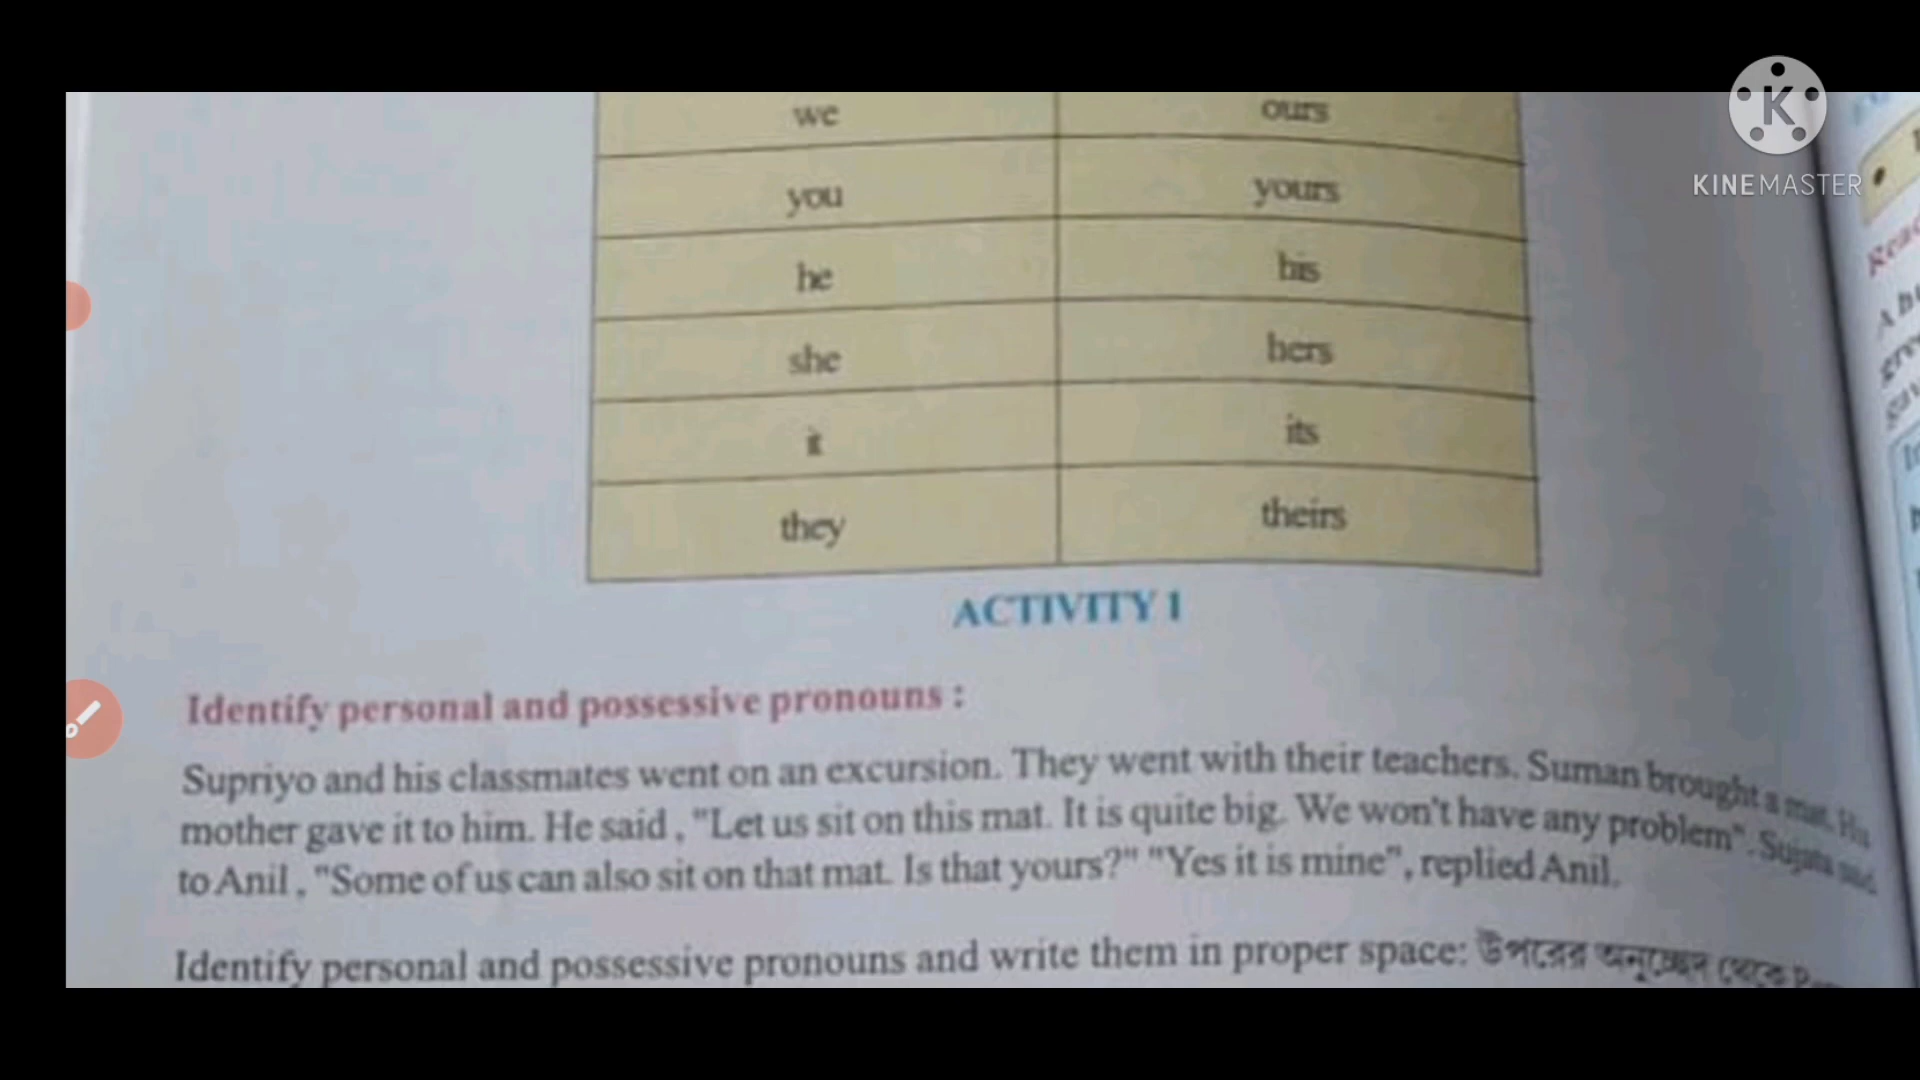 we ours
you yours
he his
she hers
it its
they theirs
ACTIVITY 1
Identify personal and possessive pronouns :
Supriyo and his classmates went on an excursion. They went with their teachers. Suman brought a mat. His
mother gave it to him. He said , "Let us sit on this mat. It is quite big. We won't have any problem". Sujata said
to Anil , "Some of us can also sit on that mat. Is that yours?" "Yes it is mine", replied Anil.
Identify personal and possessive pronouns and write them in proper space: উপরের অনুচ্ছেদ থেকে
KINEMASTER